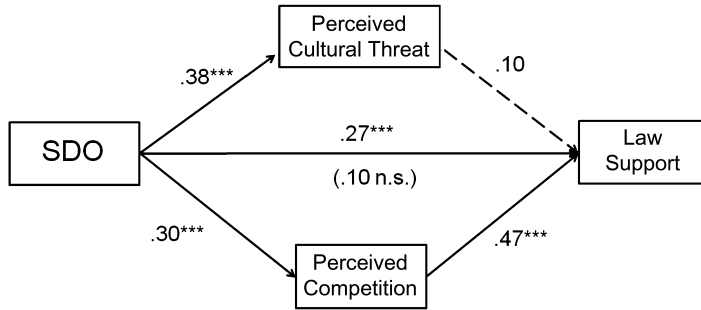 Perceived
Cultural Threat
.38***
.10
SDO
.27***
(.10 n.s.)
Law
Support
.30***
.47***
Perceived
Competition